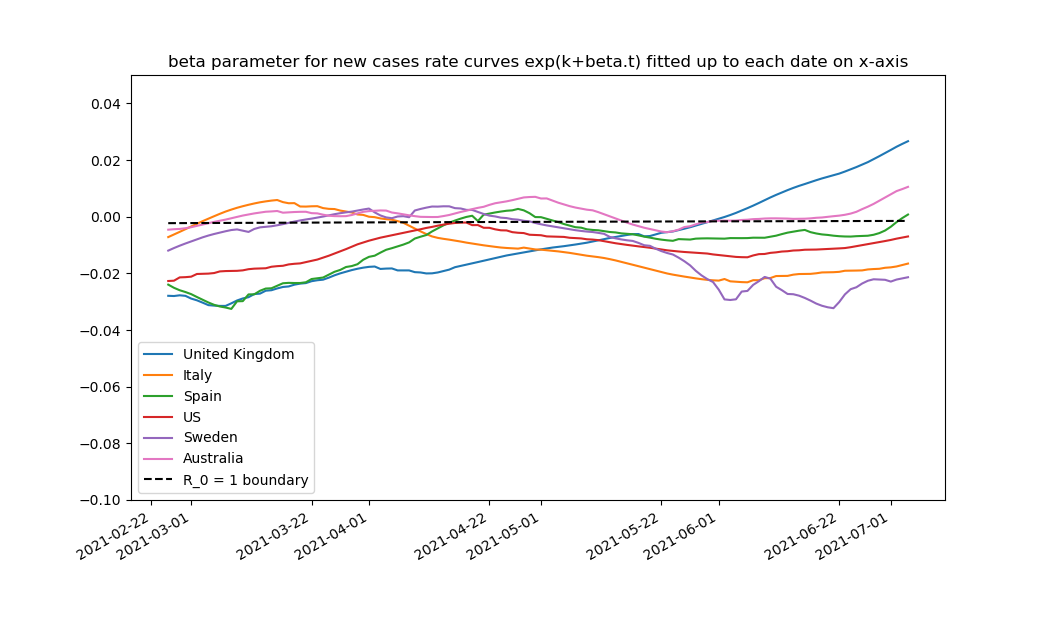 beta parameter for new cases rate curves exp(k+beta.t) fitted up to each date on x-axis
0.04
0.02
0.00
−0.02
−0.04
−0.06
−0.08
−0.10
United Kingdom
Italy
Spain
US
Sweden
Australia
R_0 = 1 boundary
2021-02-22
2021-03-01
2021-03-22
2021-04-01
2021-04-22
2021-05-01
2021-05-22
2021-06-01
2021-06-22
2021-07-01